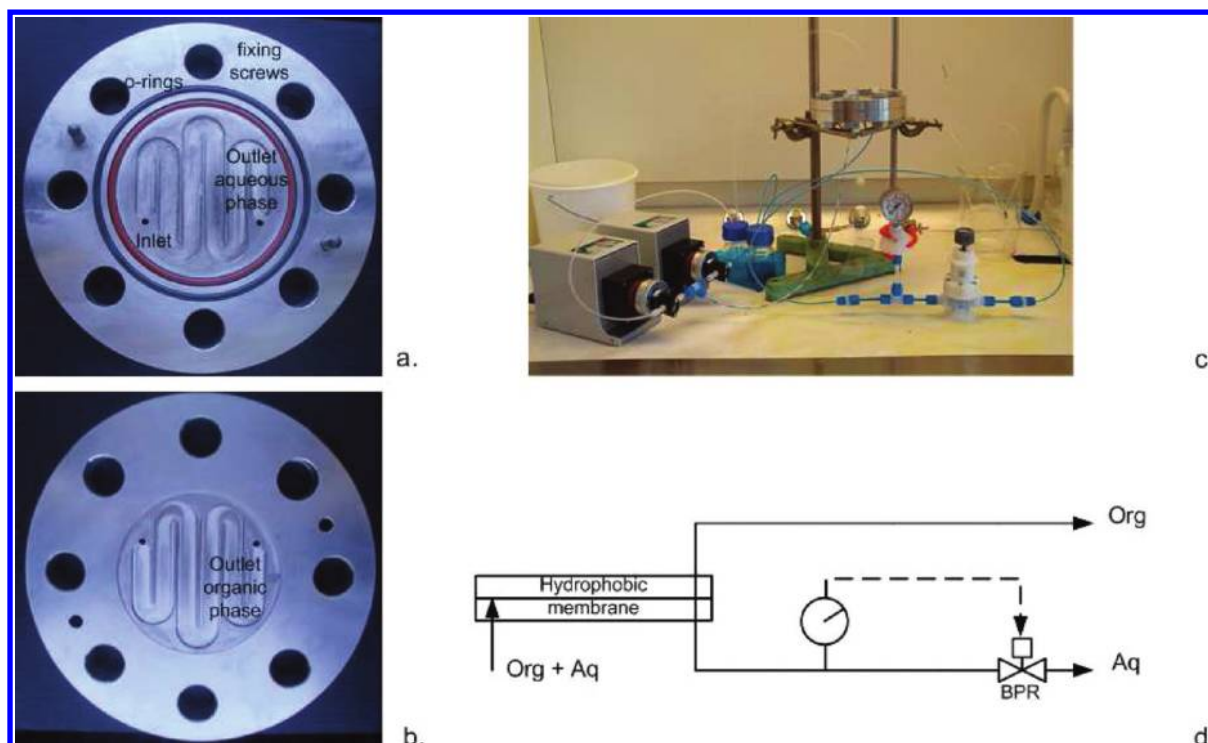 fixing
screws
o-rings
Outlet
aqueous
phase
Inlet
a.
c
Outlet
organic
phase
b.
Org
Hydrophobic
membrane
Org + Aq
Aq
BPR
d